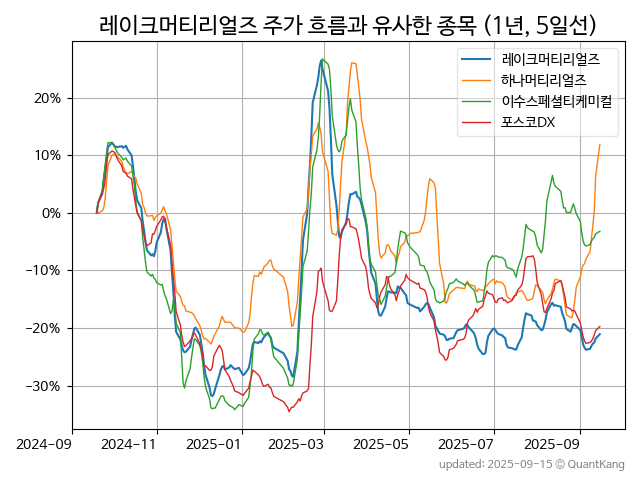 레이크머티리얼즈 주가 흐름과 유사한 종목 (1년, 5일선)
레이크머티리얼즈
하나머티리얼즈
이수스페셜티케미컬
포스코DX
20%
10%
0%
−10%
−20%
−30%
2024-09 2024-11 2025-01 2025-03 2025-05 2025-07 2025-09
updated: 2025-09-15 © QuantKang